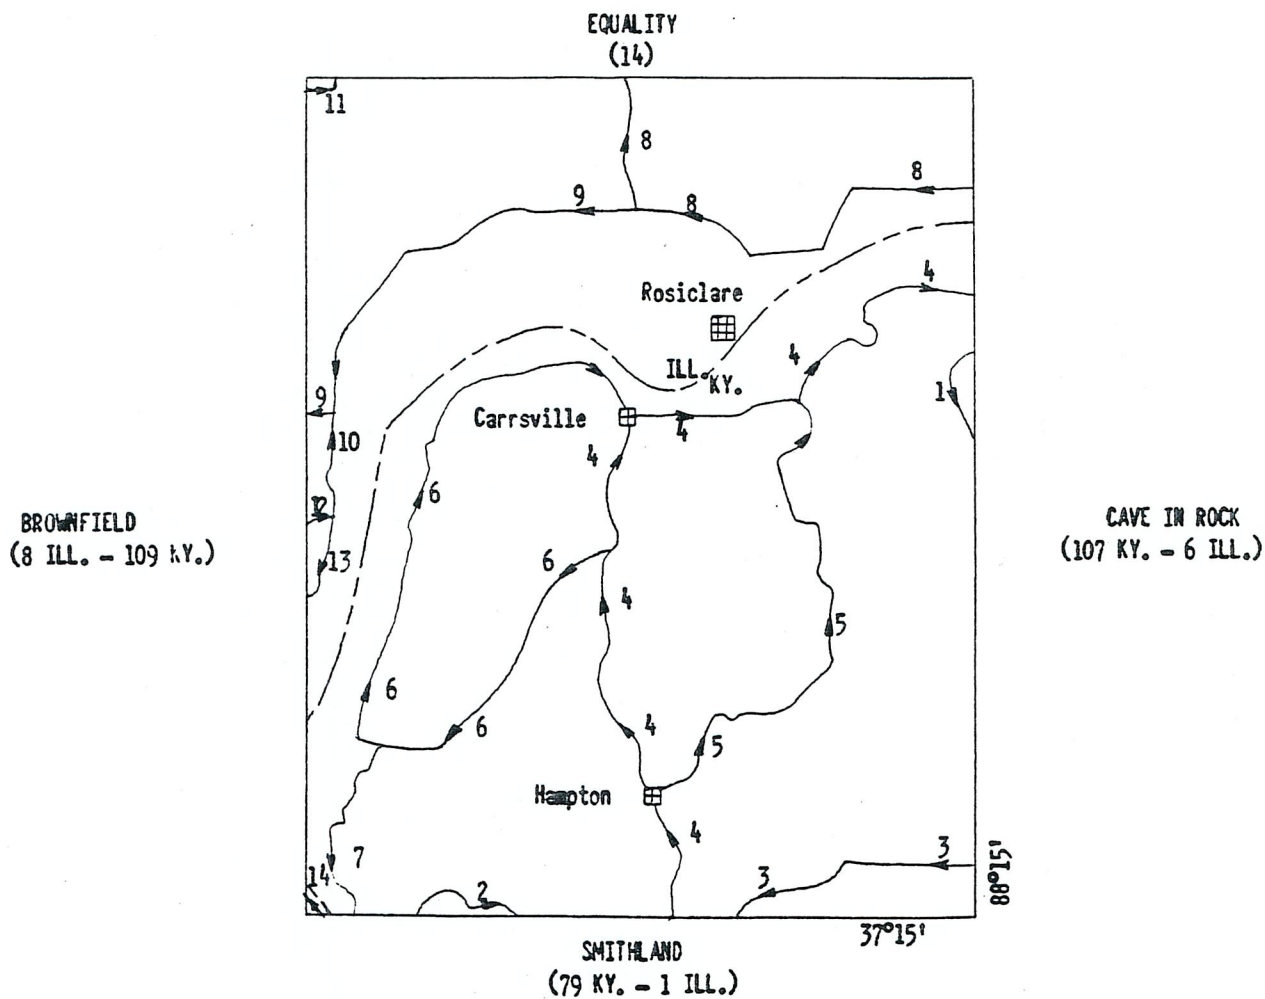 EQUALITY
(14)
11
8
8
9
8
4
Rosiclare
ILL.
KY.
4
1
9
Carrsville
4
10
4
6
12
BROWNFIELD
(8 ILL. - 109 KY.)
CAVE IN ROCK
(107 KY. - 6 ILL.)
13
6
4
5
6
6
4
5
Hampton
4
3
7
14
3
2
88°15'
37°15'
SMITHLAND
(79 KY. - 1 ILL.)